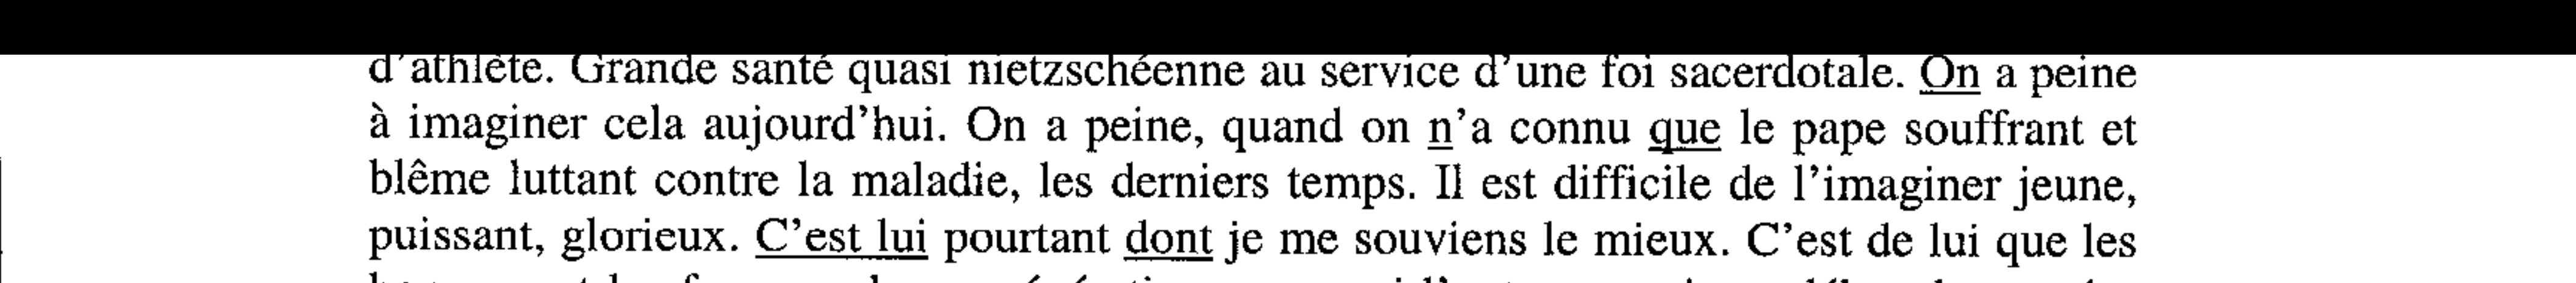 d'athlète. Grande santé quasi nietzschéenne au service d'une foi sacerdotale. On a peine
à imaginer cela aujourd'hui. On a peine, quand on n'a connu que le pape souffrant et
blême luttant contre la maladie, les derniers temps. Il est difficile de l'imaginer jeune,
puissant, glorieux. C'est lui pourtant dont je me souviens le mieux. C'est de lui que les